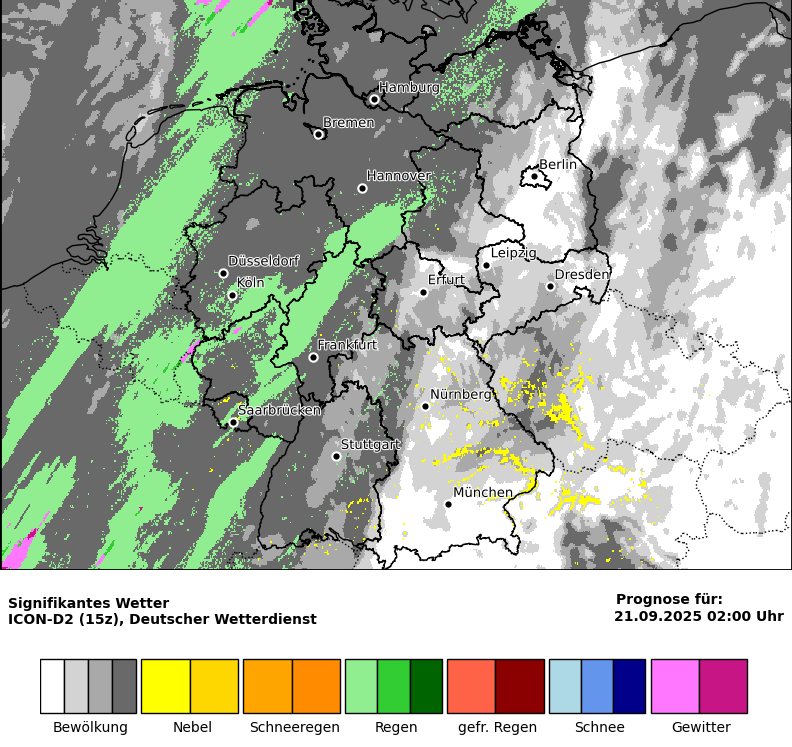 Hamburg
Bremen
Berlin
Hannover
Leipzig
Düsseldorf
Dresden
Köln
Erfurt
Frankfurt
Nürnberg
Saarbrücken
Stuttgart
München
Signifikantes Wetter
ICON-D2 (15z), Deutscher Wetterdienst
Prognose für:
21.09.2025 02:00 Uhr
Bewölkung Nebel Schneeregen Regen gefr. Regen Schnee Gewitter